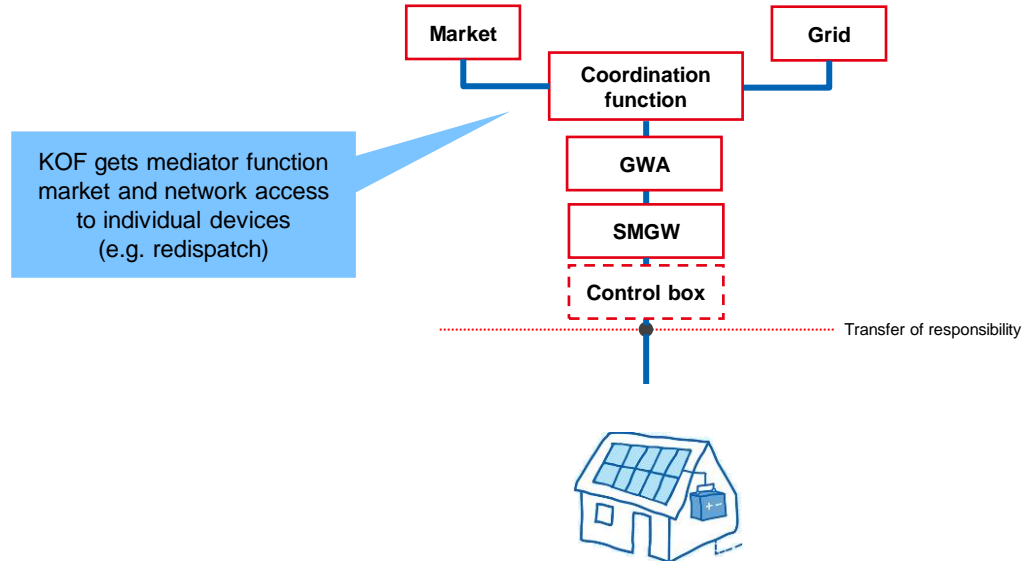 Market
Grid
Coordination
function
KOF gets mediator function
market and network access
to individual devices
(e.g. redispatch)
GWA
SMGW
Control box
Transfer of responsibility
+ −